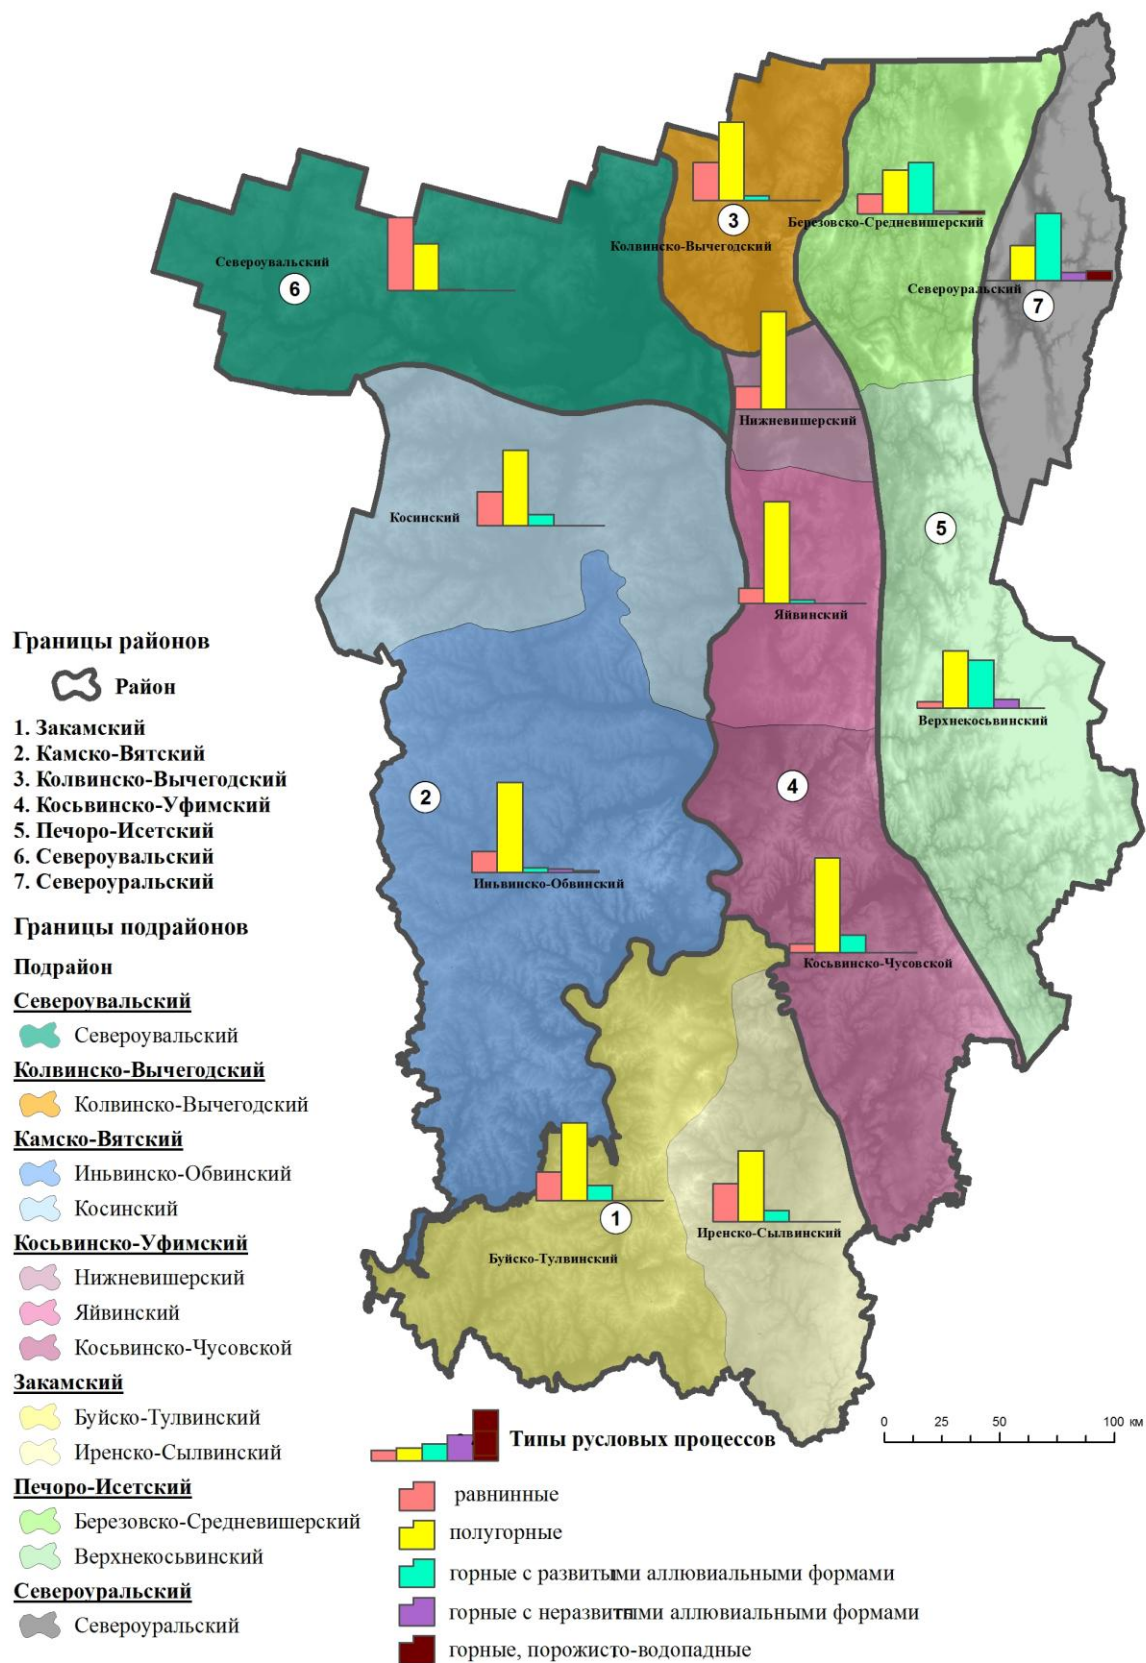 3
Березовско-Средневишерский
Колвинско-Вычегодский
Североувальский
6
Североуральский
7
Нижневишерский
Косинский
5
Яйвинский
Верхнекосьвинский
2
4
Иньвинско-Обвинский
Косьвинско-Чусовской
1
Иренско-Сылвинский
Буйско-Тулвинский
Границы районов
Район
1. Закамский
2. Камско-Вятский
3. Колвинско-Вычегодский
4. Косьвинско-Уфимский
5. Печоро-Исетский
6. Североувальский
7. Североуральский
Границы подрайонов
Подрайон
Североувальский
Североувальский
Колвинско-Вычегодский
Колвинско-Вычегодский
Камско-Вятский
Иньвинско-Обвинский
Косинский
Косьвинско-Уфимский
Нижневишерский
Яйвинский
Косьвинско-Чусовской
Закамский
Буйско-Тулвинский
Иренско-Сылвинский
Печоро-Исетский
Березовско-Средневишерский
Верхнекосьвинский
Североуральский
Североуральский
0 25 50 100 км
Типы русловых процессов
равнинные
полугорные
горные с развитыми аллювиальными формами
горные с неразвитыми аллювиальными формами
горные, порожисто-водопадные